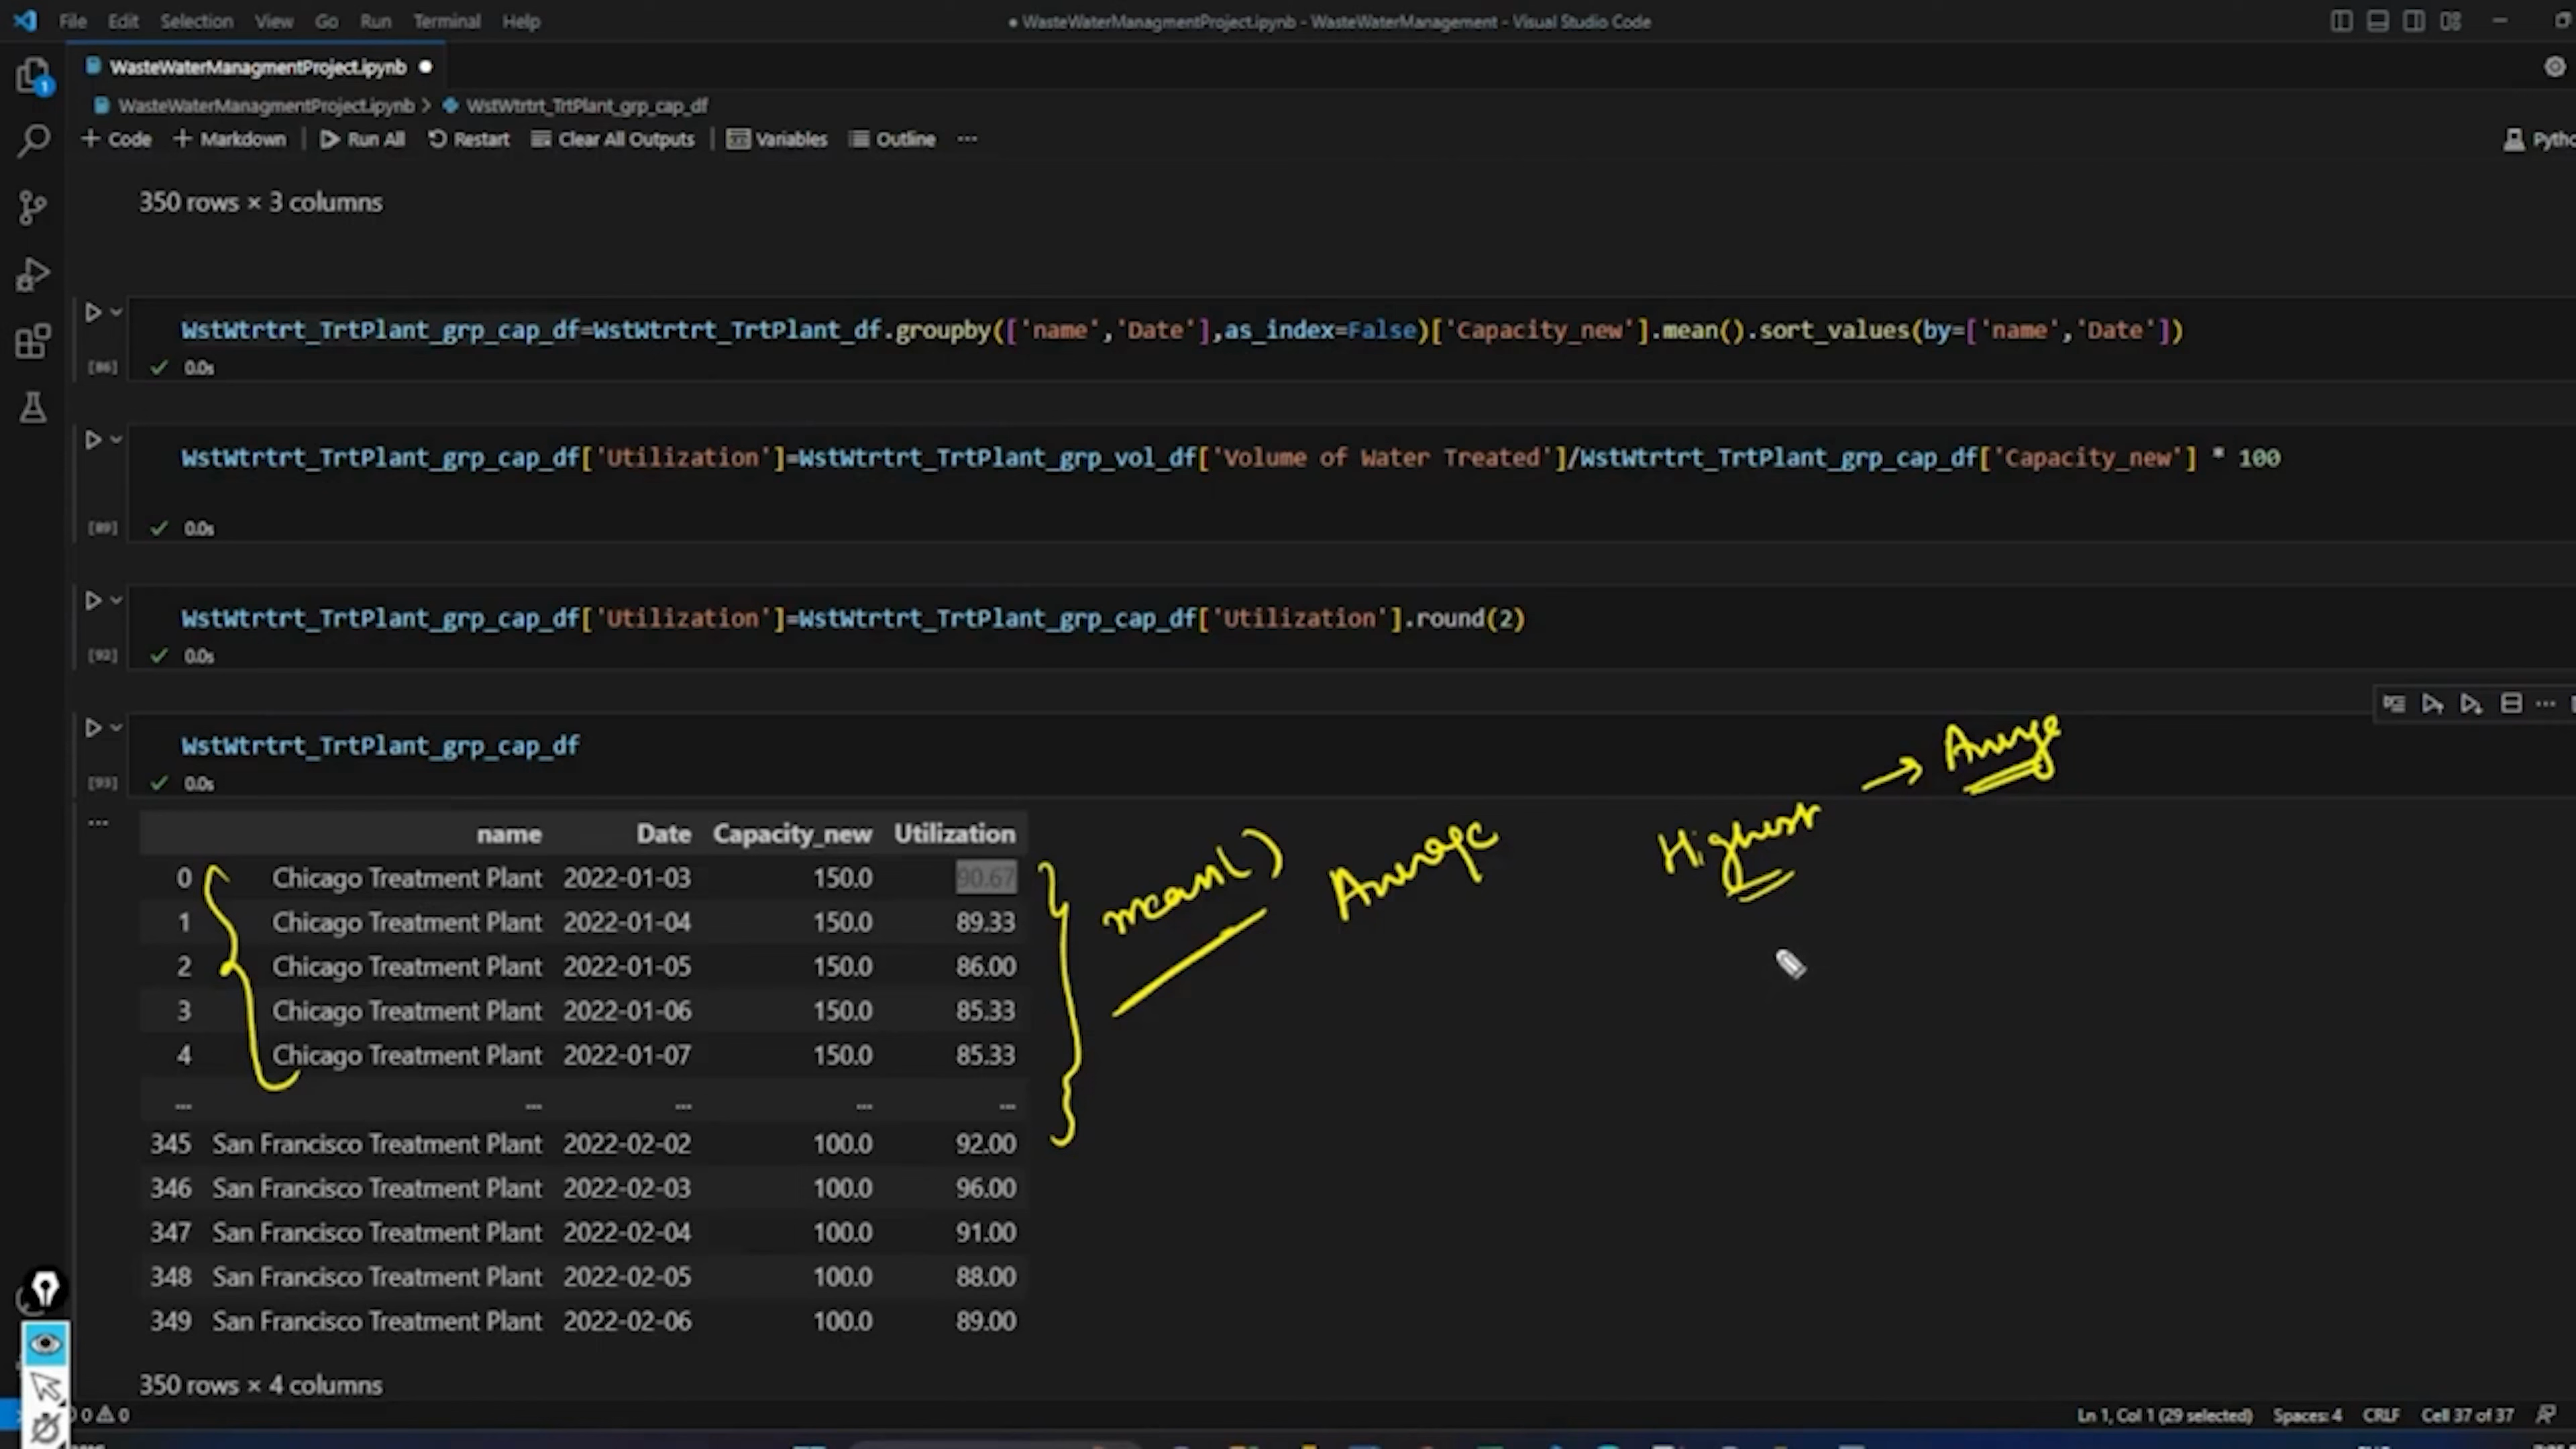 File Edit Selection View Go Run Terminal Help
● WasteWaterManagmentProject.ipynb - WasteWaterManagement - Visual Studio Code
1
WasteWaterManagmentProject.ipynb ●
WasteWaterManagmentProject.ipynb > WstWtrtrt_TrtPlant_grp_cap_df
+ Code + Markdown | Run All Restart Clear All Outputs | Variables Outline ...
350 rows × 3 columns
WstWtrtrt_TrtPlant_grp_cap_df=WstWtrtrt_TrtPlant_df.groupby(['name','Date'],as_index=False)['Capacity_new'].mean().sort_values(by=['name','Date'])
[86] ✓ 0.0s
WstWtrtrt_TrtPlant_grp_cap_df['Utilization']=WstWtrtrt_TrtPlant_grp_vol_df['Volume of Water Treated']/WstWtrtrt_TrtPlant_grp_cap_df['Capacity_new'] * 100
[89] ✓ 0.0s
WstWtrtrt_TrtPlant_grp_cap_df['Utilization']=WstWtrtrt_TrtPlant_grp_cap_df['Utilization'].round(2)
[92] ✓ 0.0s
WstWtrtrt_TrtPlant_grp_cap_df
[93] ✓ 0.0s
name Date Capacity_new Utilization
0 Chicago Treatment Plant 2022-01-03 150.0 90.67
1 Chicago Treatment Plant 2022-01-04 150.0 89.33
2 Chicago Treatment Plant 2022-01-05 150.0 86.00
3 Chicago Treatment Plant 2022-01-06 150.0 85.33
4 Chicago Treatment Plant 2022-01-07 150.0 85.33
... ... ... ... ...
345 San Francisco Treatment Plant 2022-02-02 100.0 92.00
346 San Francisco Treatment Plant 2022-02-03 100.0 96.00
347 San Francisco Treatment Plant 2022-02-04 100.0 91.00
348 San Francisco Treatment Plant 2022-02-05 100.0 88.00
349 San Francisco Treatment Plant 2022-02-06 100.0 89.00
350 rows × 4 columns
mean() Average
Highest → Average
0 0
Ln 1, Col 1 (29 selected) Spaces: 4 CRLF Cell 37 of 37